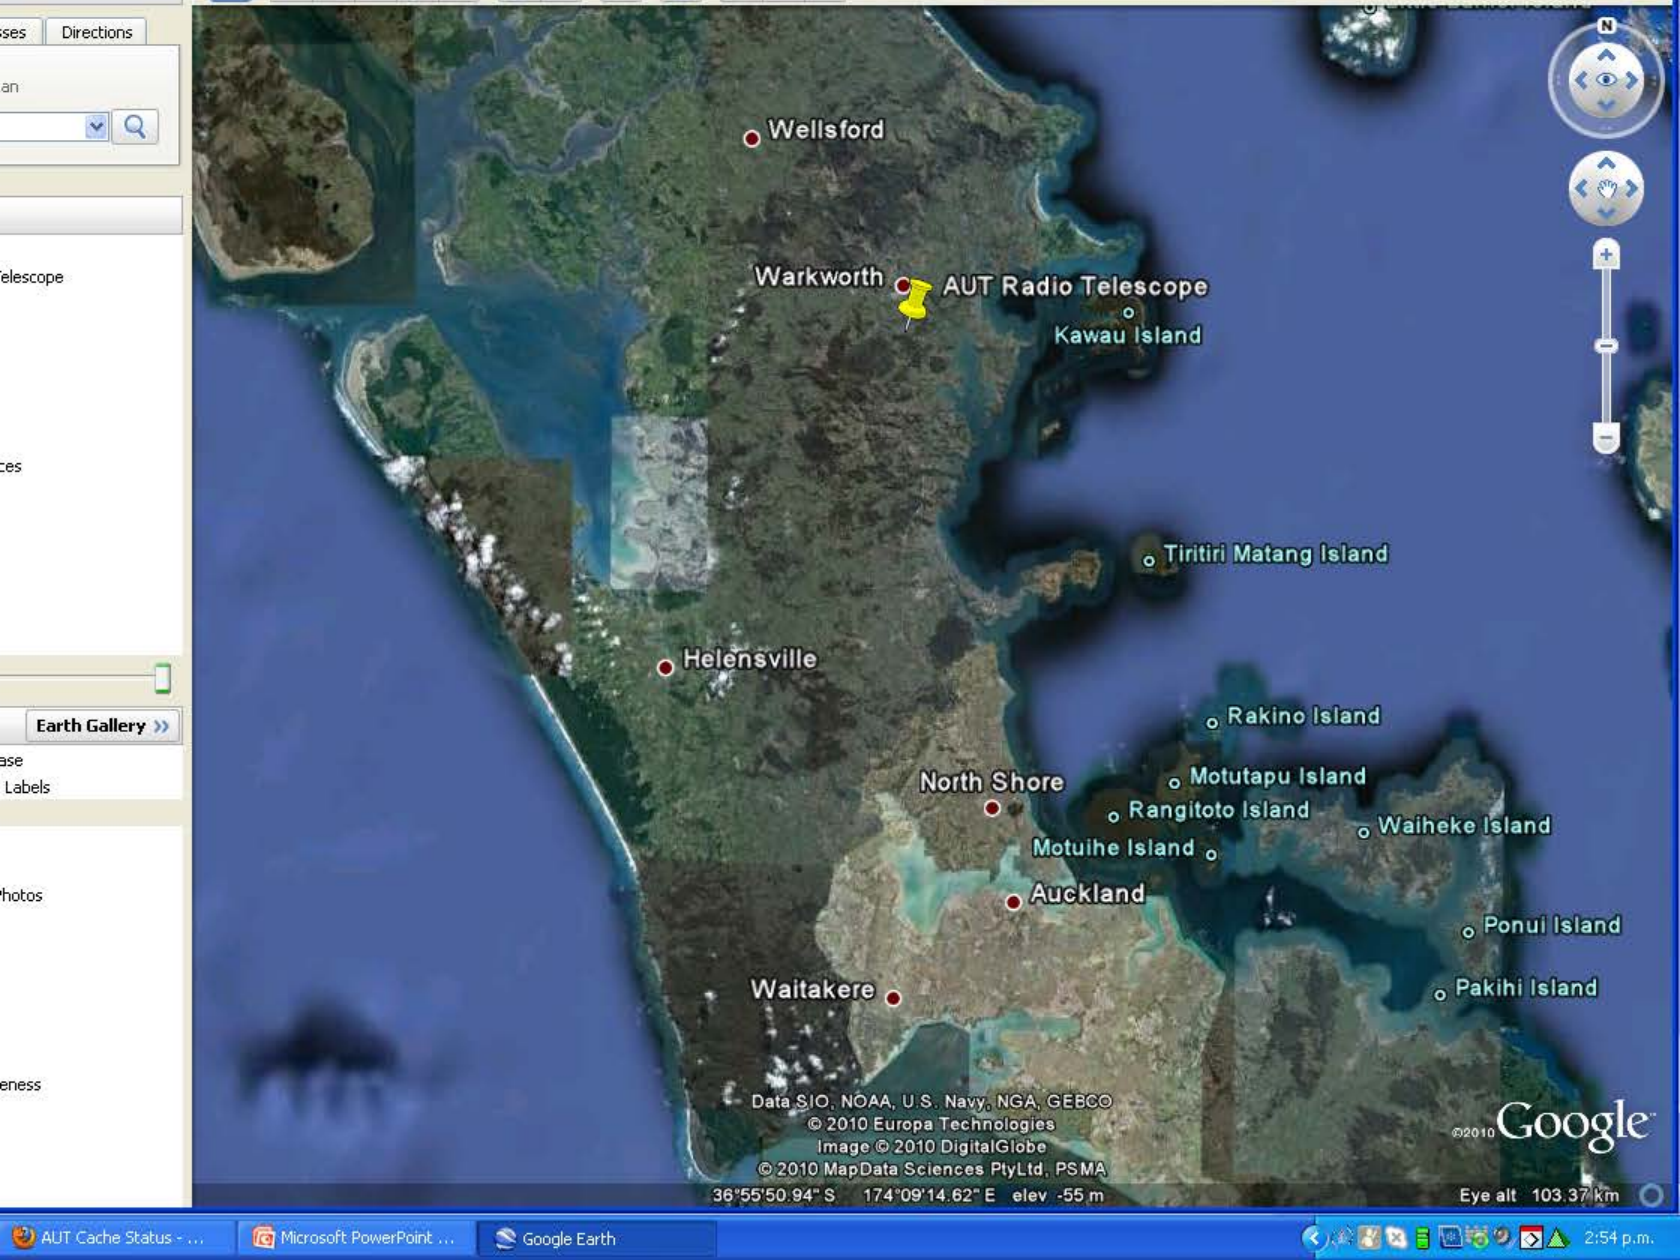 sses Directions
an
elescope
ces
Earth Gallery »
ase
Labels
Photos
eness
N
Wellsford
Warkworth
AUT Radio Telescope
Kawau Island
Tiritiri Matang Island
Helensville
Rakino Island
North Shore
Motutapu Island
Rangitoto Island
Waiheke Island
Motuihe Island
Auckland
Ponui Island
Waitakere
Pakihi Island
Data SIO, NOAA, U.S. Navy, NGA, GEBCO
© 2010 Europa Technologies
Image © 2010 DigitalGlobe
© 2010 MapData Sciences PtyLtd, PSMA
©2010 Google
36°55'50.94" S 174°09'14.62" E elev -55 m
Eye alt 103.37 km
AUT Cache Status - ...
Microsoft PowerPoint ...
Google Earth
2:54 p.m.